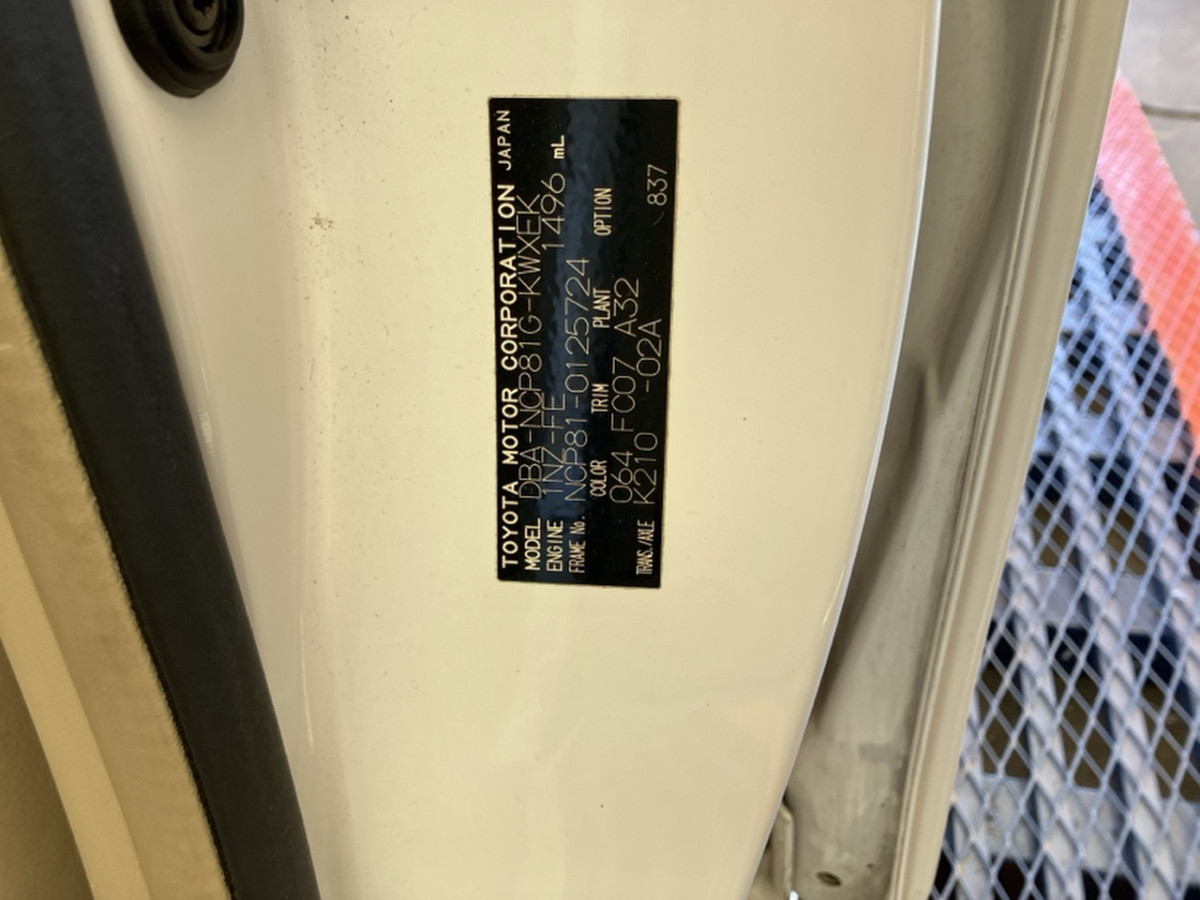 TOYOTA MOTOR CORPORATION JAPAN
MODEL DBA-NCP81G-KWXEK
ENGINE 1NZ-FE 1496 mL
FRAME No. NCP81-0125724
COLOR TRIM PLANT OPTION
064 FC07 A32 837
TRANS./AXLE K210 -02A